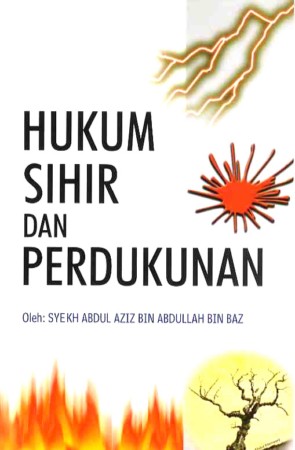 HUKUM
SIHIR
DAN
PERDUKUNAN
Oleh: SYEKH ABDUL AZIZ BIN ABDULLAH BIN BAZ